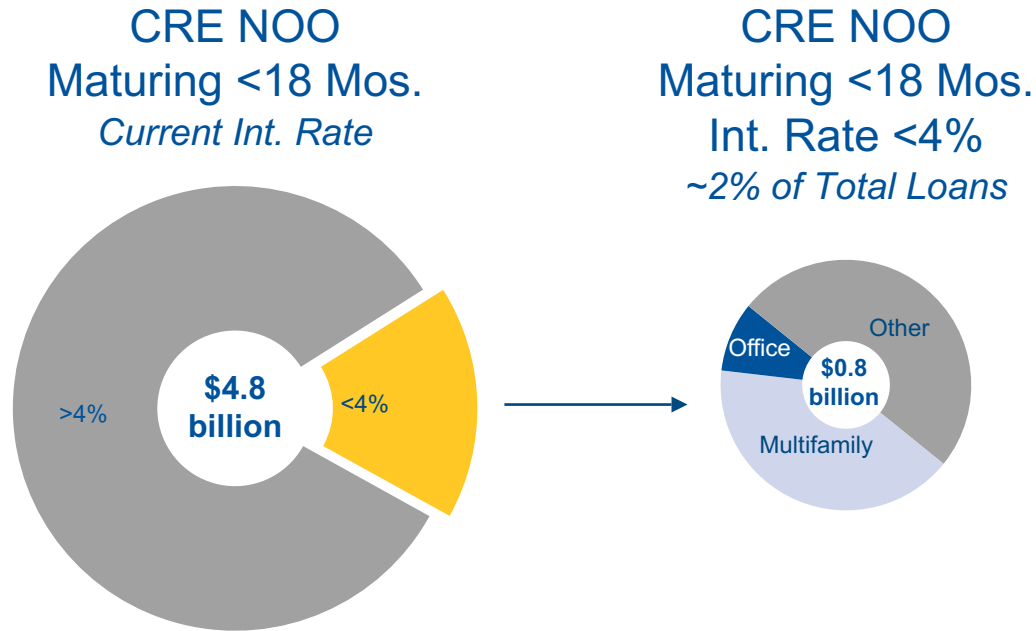 CRE NOO
Maturing <18 Mos.
Current Int. Rate
>4%
$4.8
billion
<4%
CRE NOO
Maturing <18 Mos.
Int. Rate <4%
~2% of Total Loans
Other
Office
$0.8
billion
Multifamily